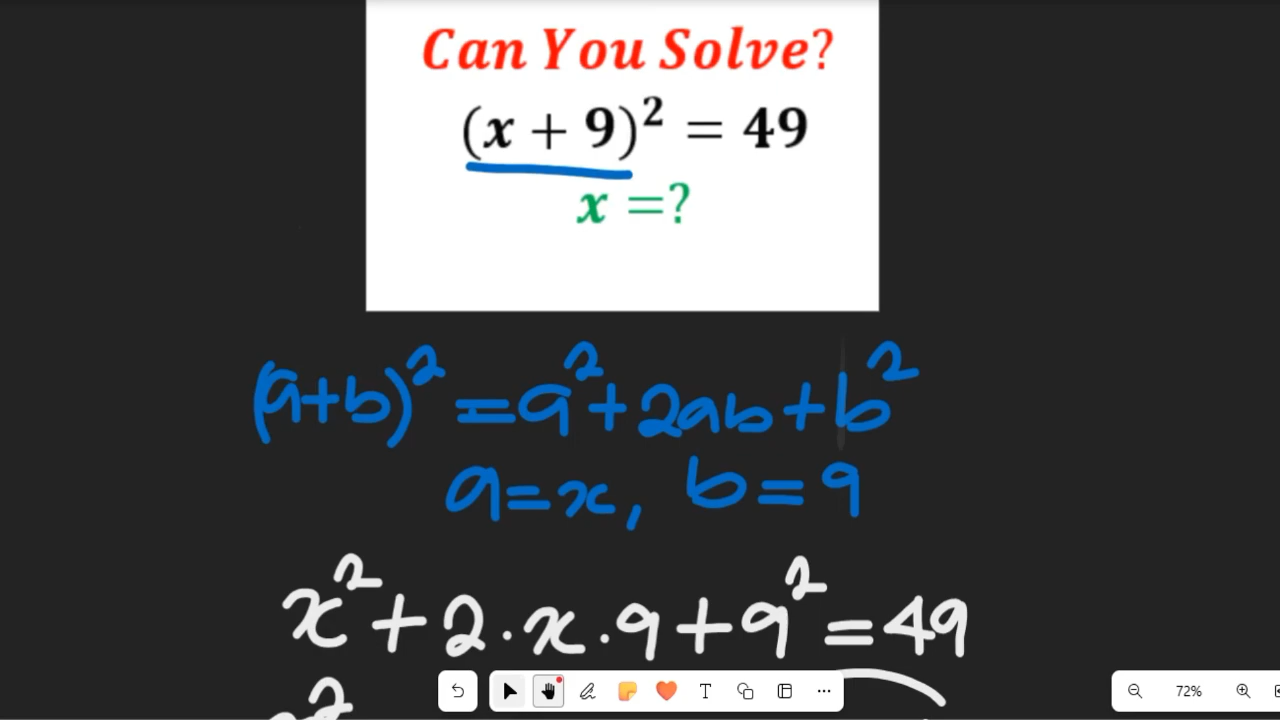 Can You Solve?
(x + 9)² = 49
x =?
(a+b)² = a² + 2ab + b²
a = x, b = 9
x² + 2 · x · 9 + 9² = 49
T
72%